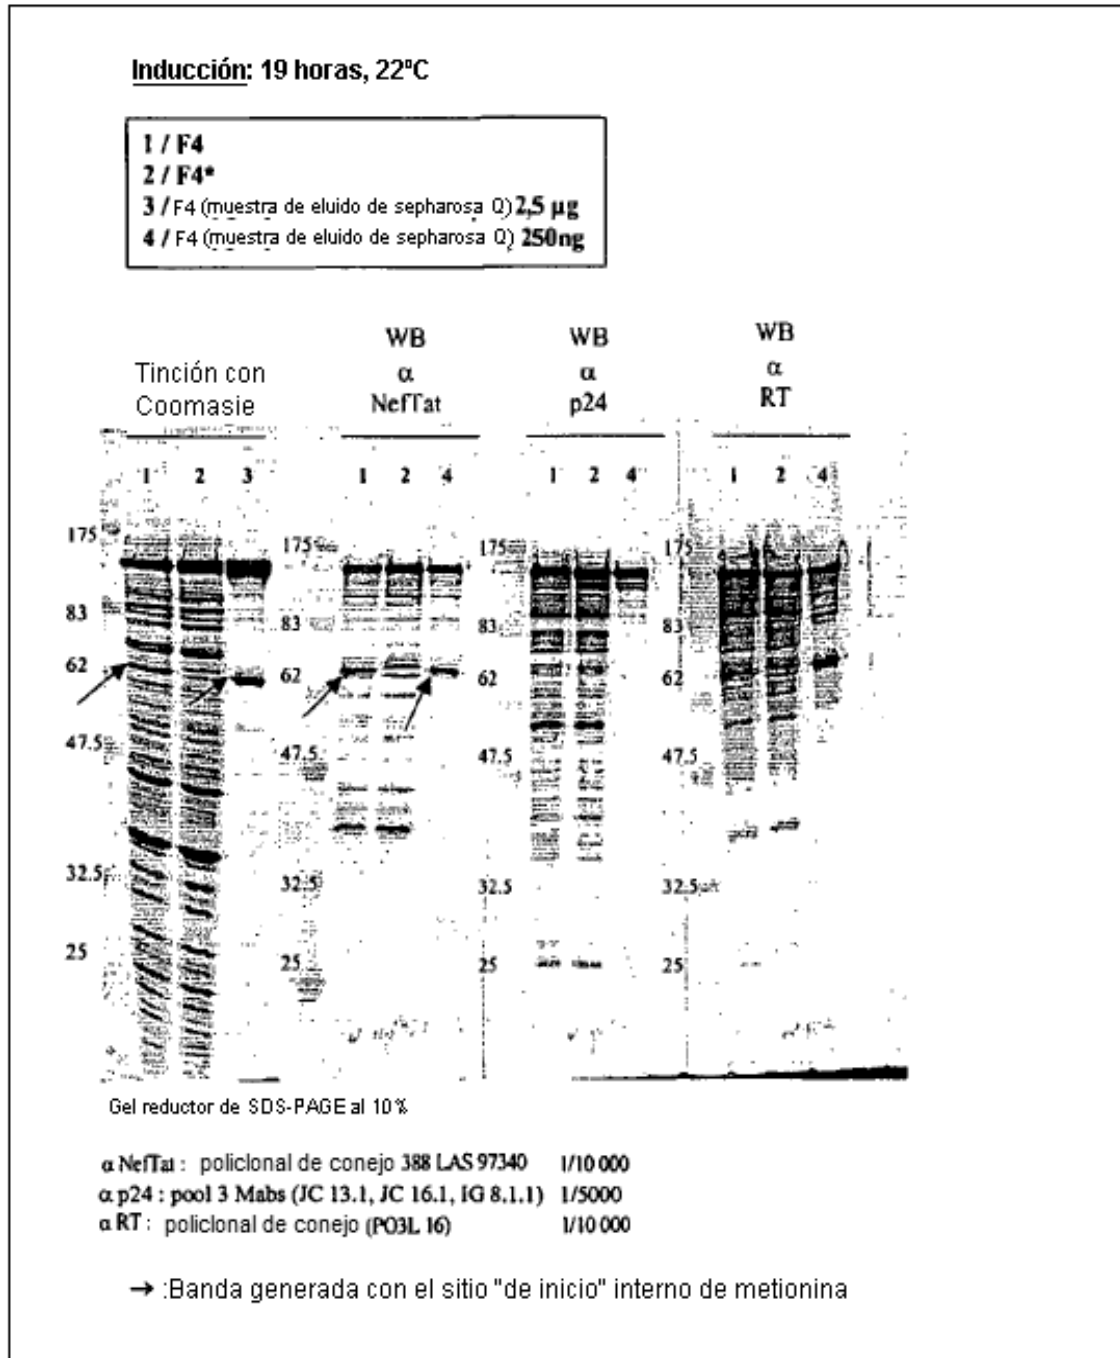 Inducción: 19 horas, 22ºC
1 / F4
2 / F4*
3 / F4 (muestra de eluido de sepharosa Q) 2,5 µg
4 / F4 (muestra de eluido de sepharosa Q) 250ng
Tinción con
Coomasie
WB
α
NefTat
WB
α
p24
WB
α
RT
1 2 3
1 2 4
1 2 4
1 2 4
175
83
62
47.5
32.5
25
175
83
62
47.5
32.5
25
175
83
62
47.5
32.5
25
175
83
62
47.5
32.5
25
Gel reductor de SDS-PAGE al 10%
α NefTat : policlonal de conejo 388 LAS 97340 1/10 000
α p24 : pool 3 Mabs (JC 13.1, JC 16.1, IG 8.1.1) 1/5000
α RT : policlonal de conejo (PO3L 16) 1/10 000
→ :Banda generada con el sitio "de inicio" interno de metionina